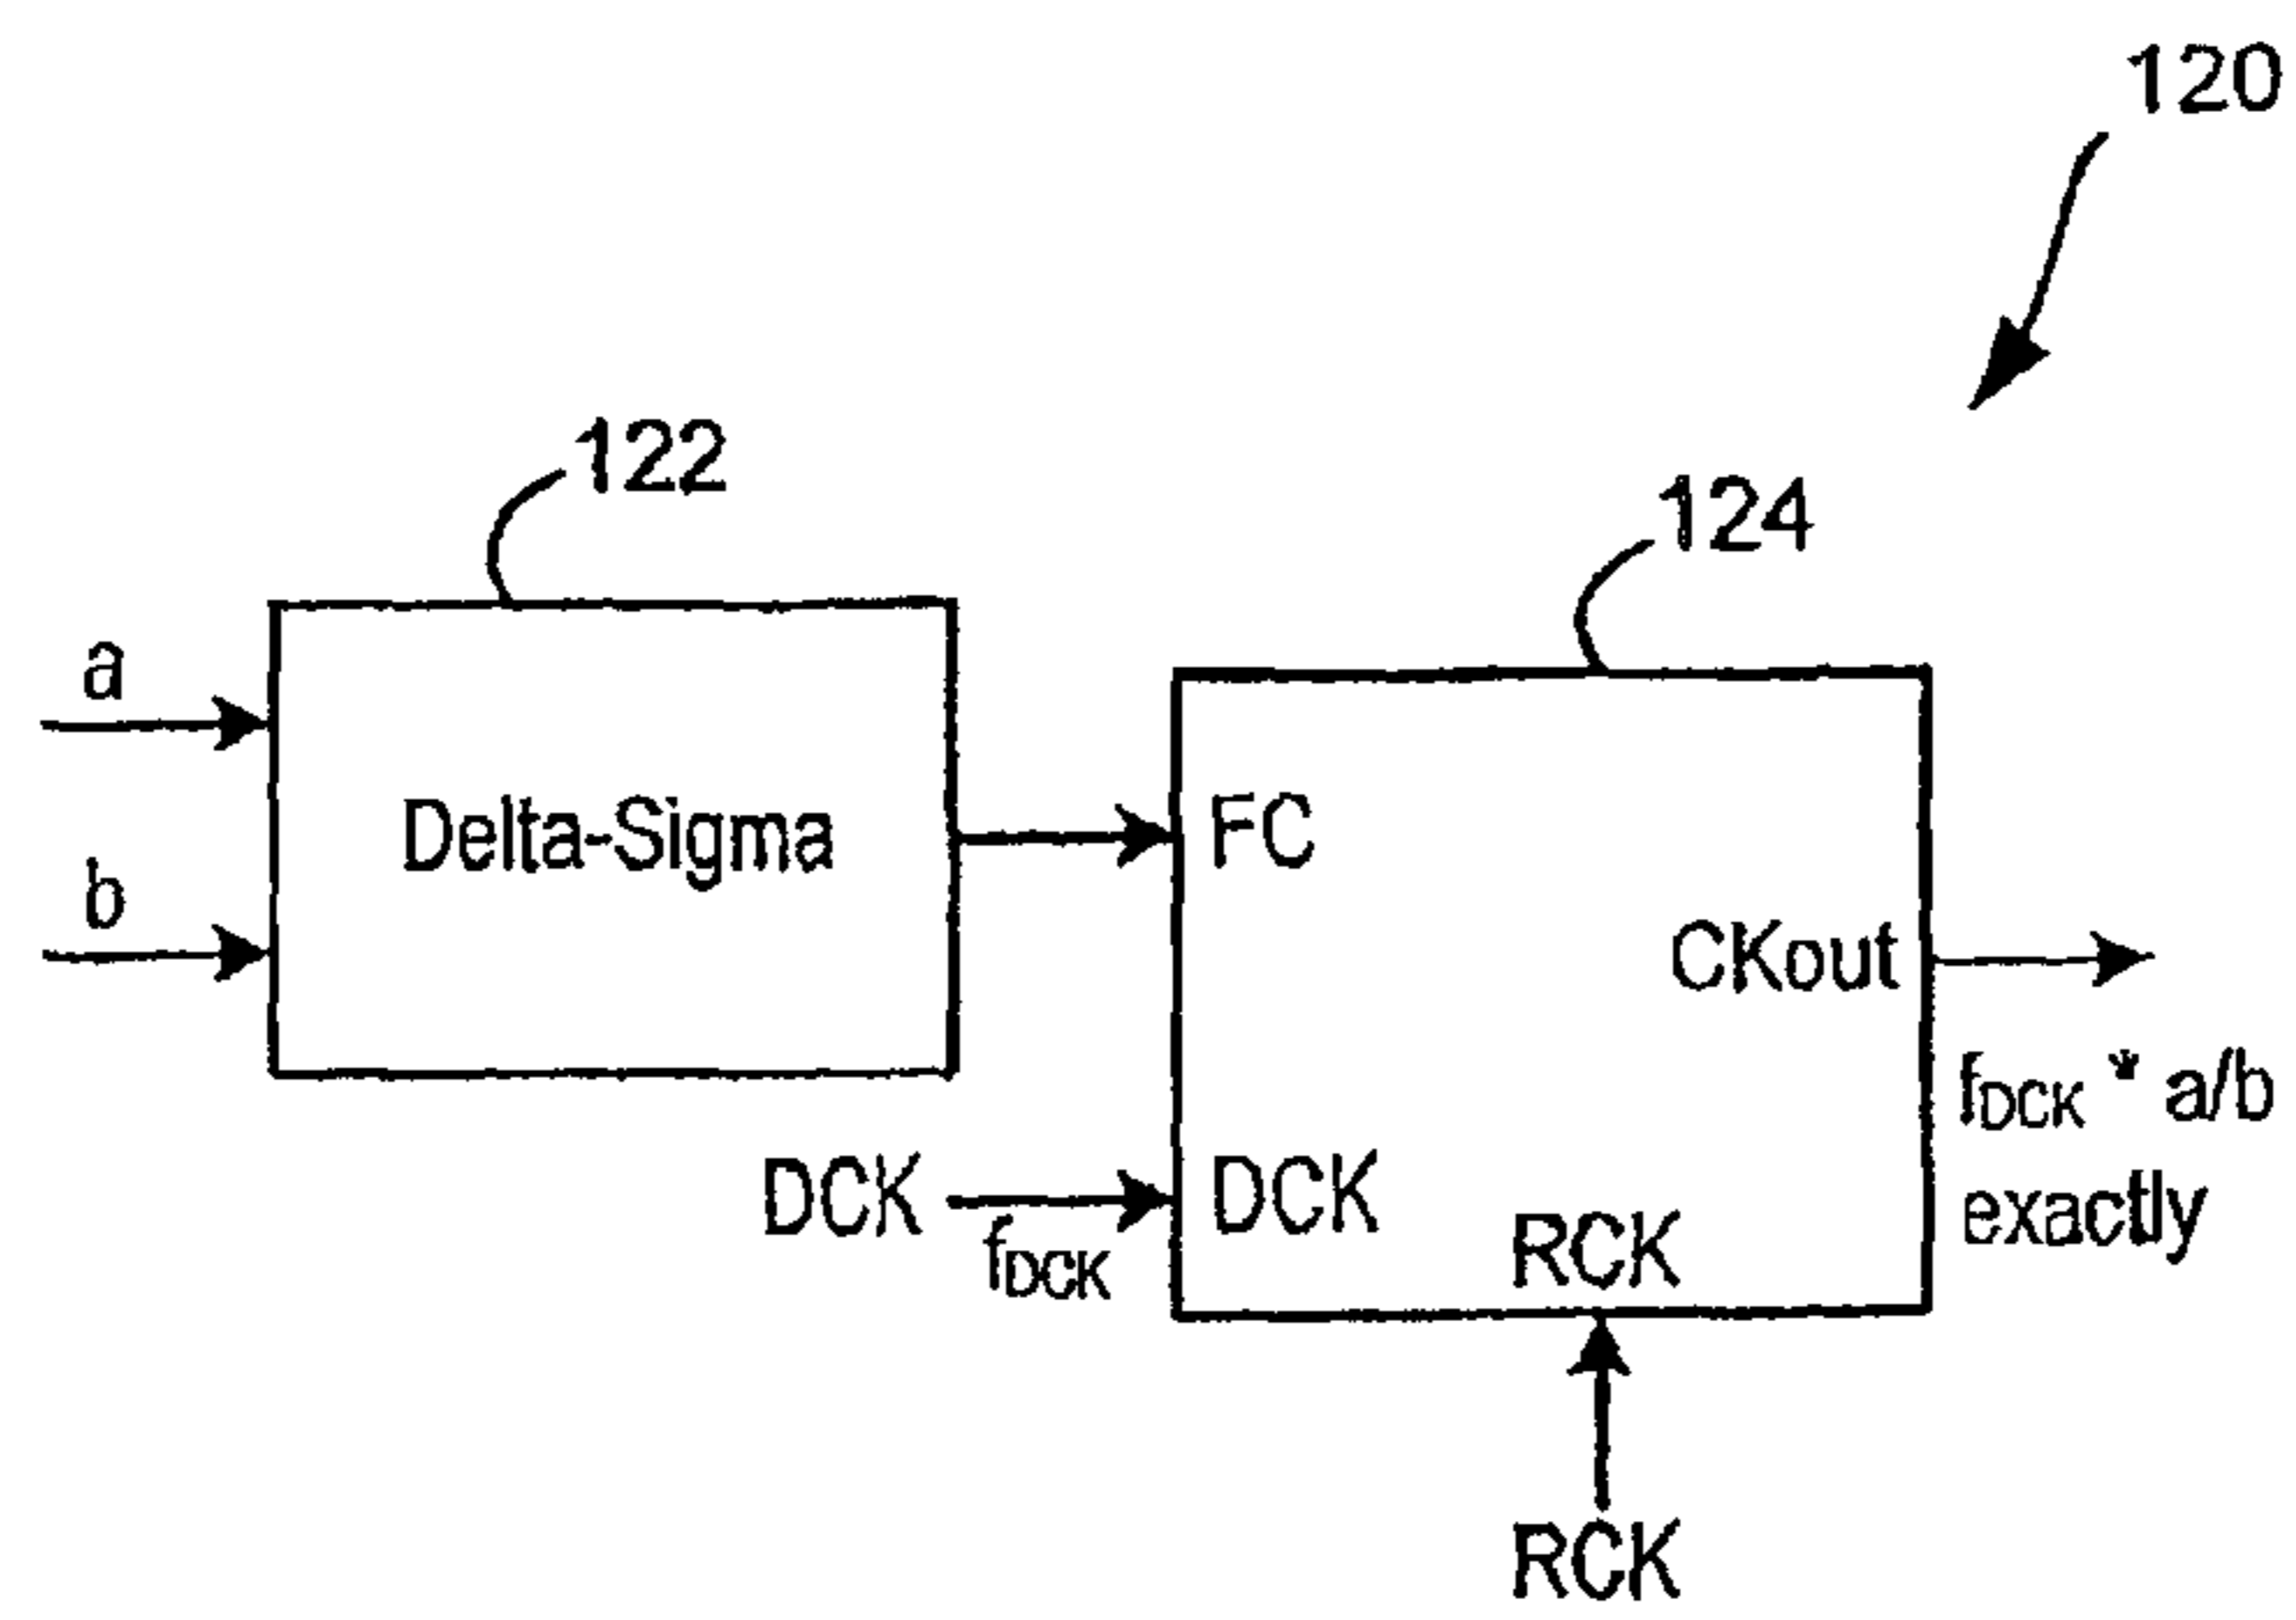 120
122
124
a
b
Delta-Sigma
FC
CKout
DCK
fDCK
DCK
RCK
fDCK * a/b
exactly
RCK